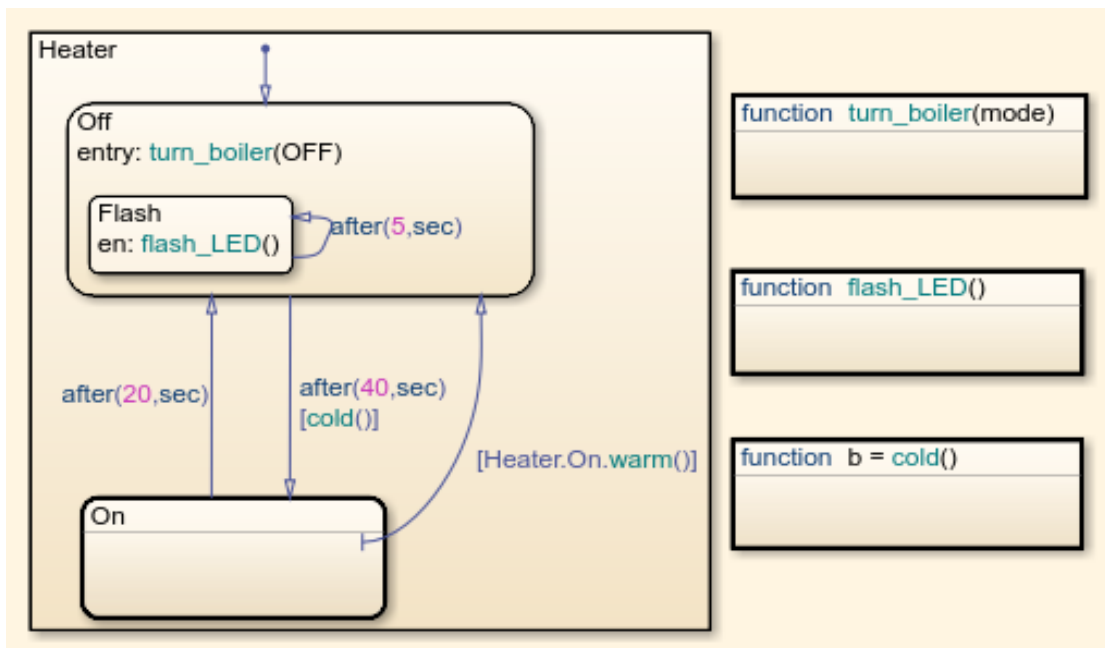 Heater
Off
entry: turn_boiler(OFF)
Flash
en: flash_LED()
after(5,sec)
after(20,sec)
after(40,sec)
[cold()]
[Heater.On.warm()]
On
function turn_boiler(mode)
function flash_LED()
function b = cold()